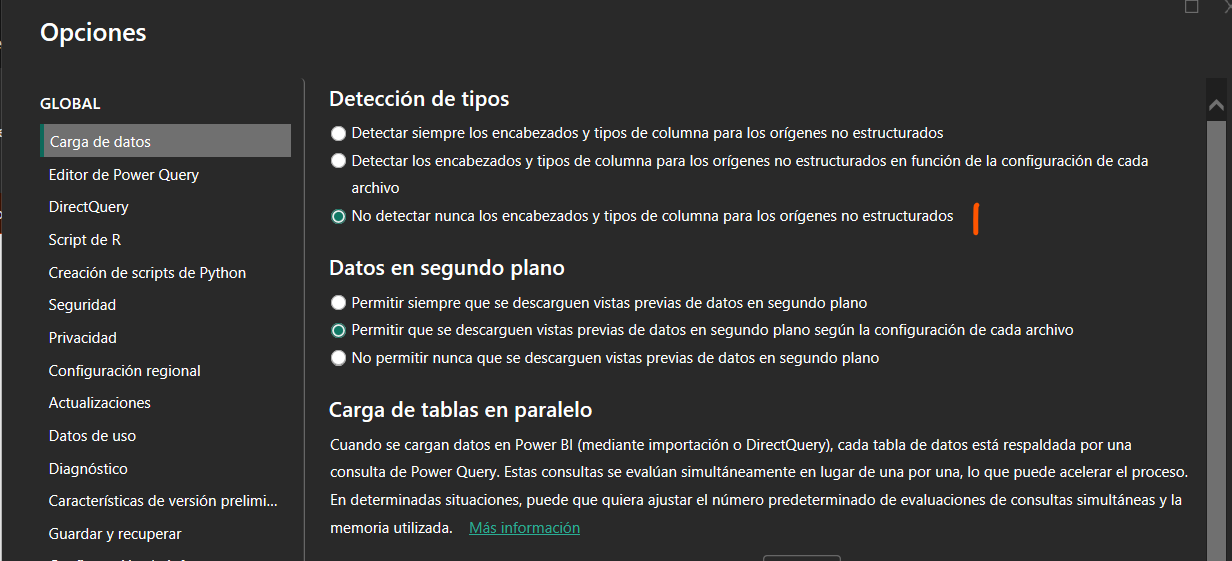 Opciones
GLOBAL
Carga de datos
Editor de Power Query
DirectQuery
Script de R
Creación de scripts de Python
Seguridad
Privacidad
Configuración regional
Actualizaciones
Datos de uso
Diagnóstico
Características de versión prelimi...
Guardar y recuperar
Detección de tipos
Detectar siempre los encabezados y tipos de columna para los orígenes no estructurados
Detectar los encabezados y tipos de columna para los orígenes no estructurados en función de la configuración de cada
archivo
No detectar nunca los encabezados y tipos de columna para los orígenes no estructurados
Datos en segundo plano
Permitir siempre que se descarguen vistas previas de datos en segundo plano
Permitir que se descarguen vistas previas de datos en segundo plano según la configuración de cada archivo
No permitir nunca que se descarguen vistas previas de datos en segundo plano
Carga de tablas en paralelo
Cuando se cargan datos en Power BI (mediante importación o DirectQuery), cada tabla de datos está respaldada por una
consulta de Power Query. Estas consultas se evalúan simultáneamente en lugar de una por una, lo que puede acelerar el proceso.
En determinadas situaciones, puede que quiera ajustar el número predeterminado de evaluaciones de consultas simultáneas y la
memoria utilizada. Más información